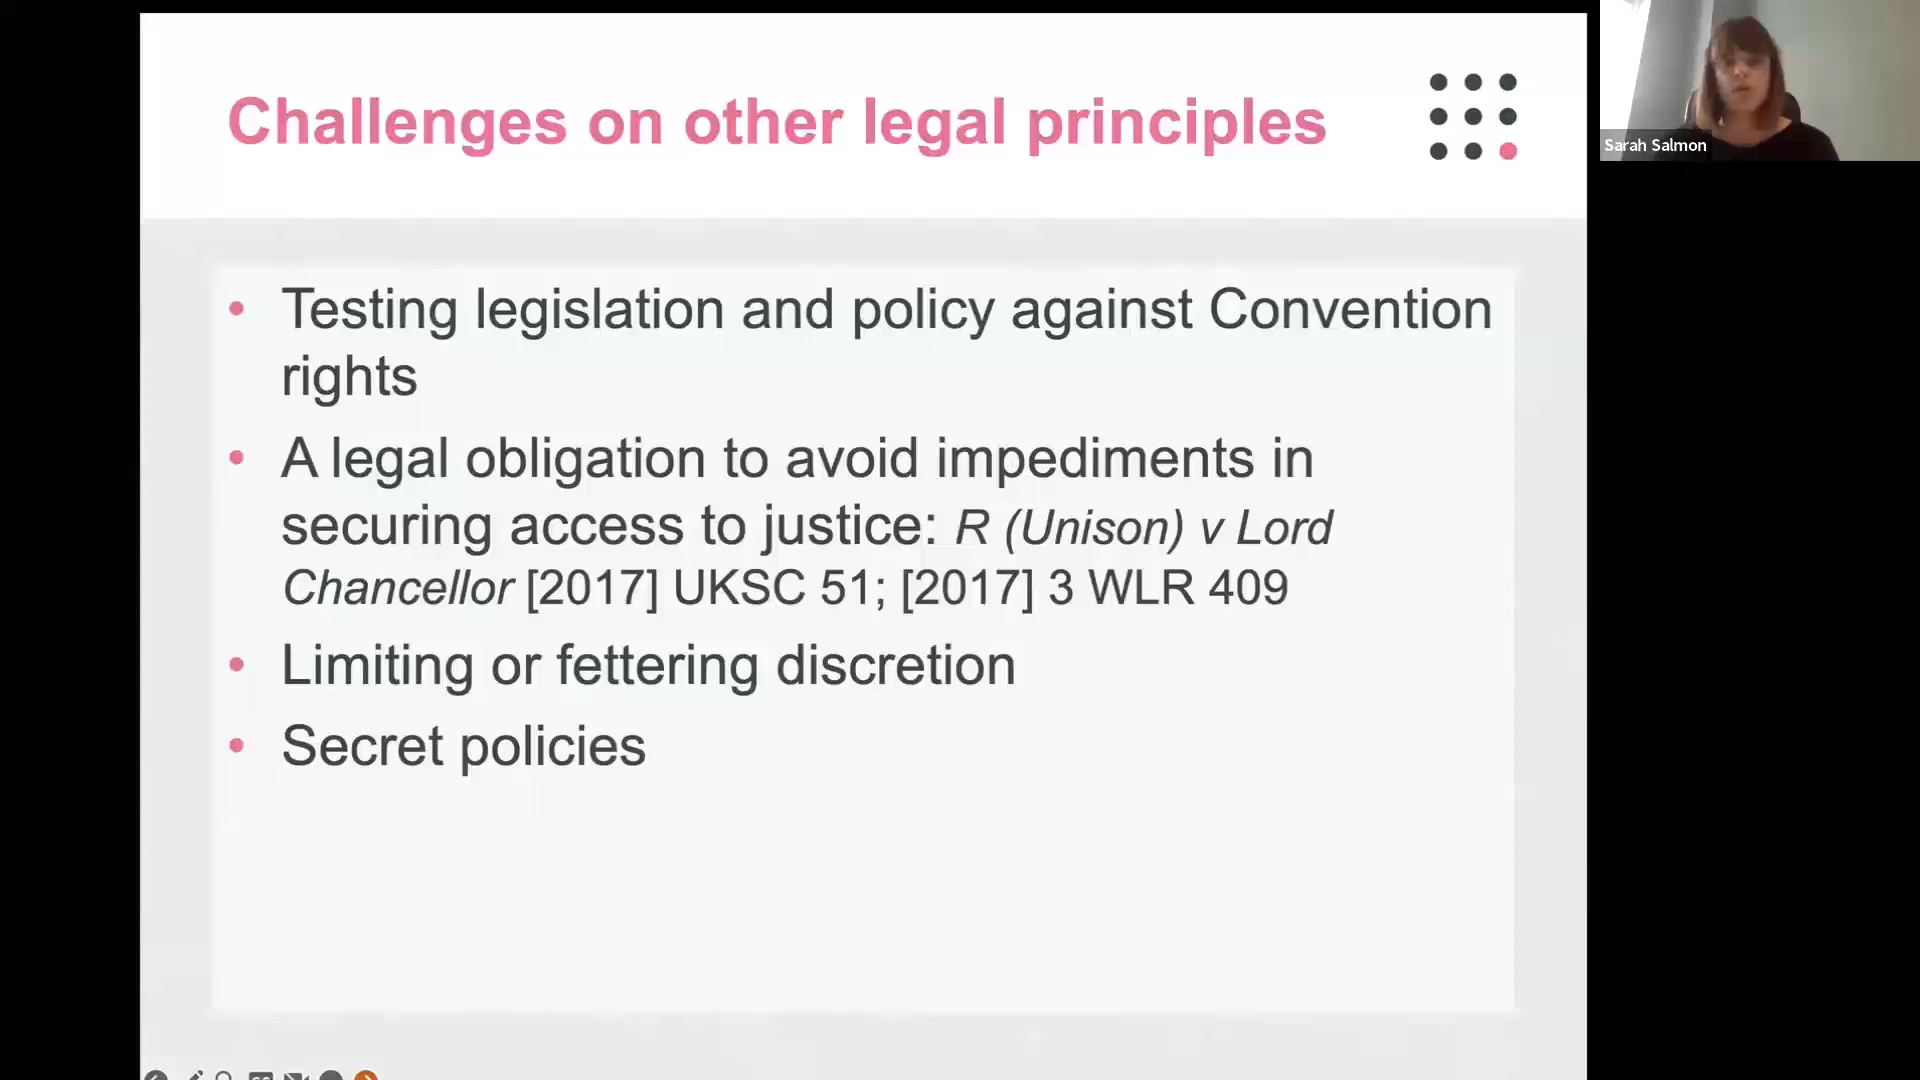 Challenges on other legal principles
Sarah Salmon
• Testing legislation and policy against Convention
rights
• A legal obligation to avoid impediments in
securing access to justice: R (Unison) v Lord
Chancellor [2017] UKSC 51; [2017] 3 WLR 409
• Limiting or fettering discretion
• Secret policies